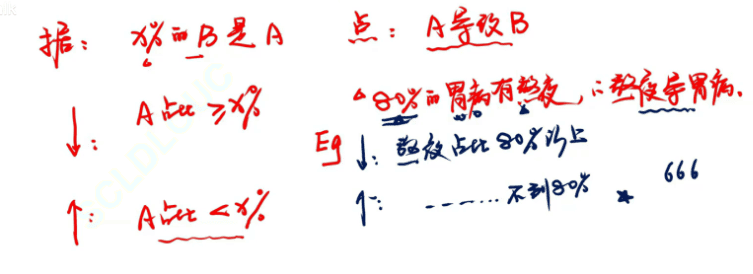 据：x%的B是A 点：A导致B
↓：A占比≥x%
↑：A占比<x%
80%的胃病有熬夜，∴熬夜导胃病.
Eg ↓：熬夜占比80%以上
↑：--------不到80% 666